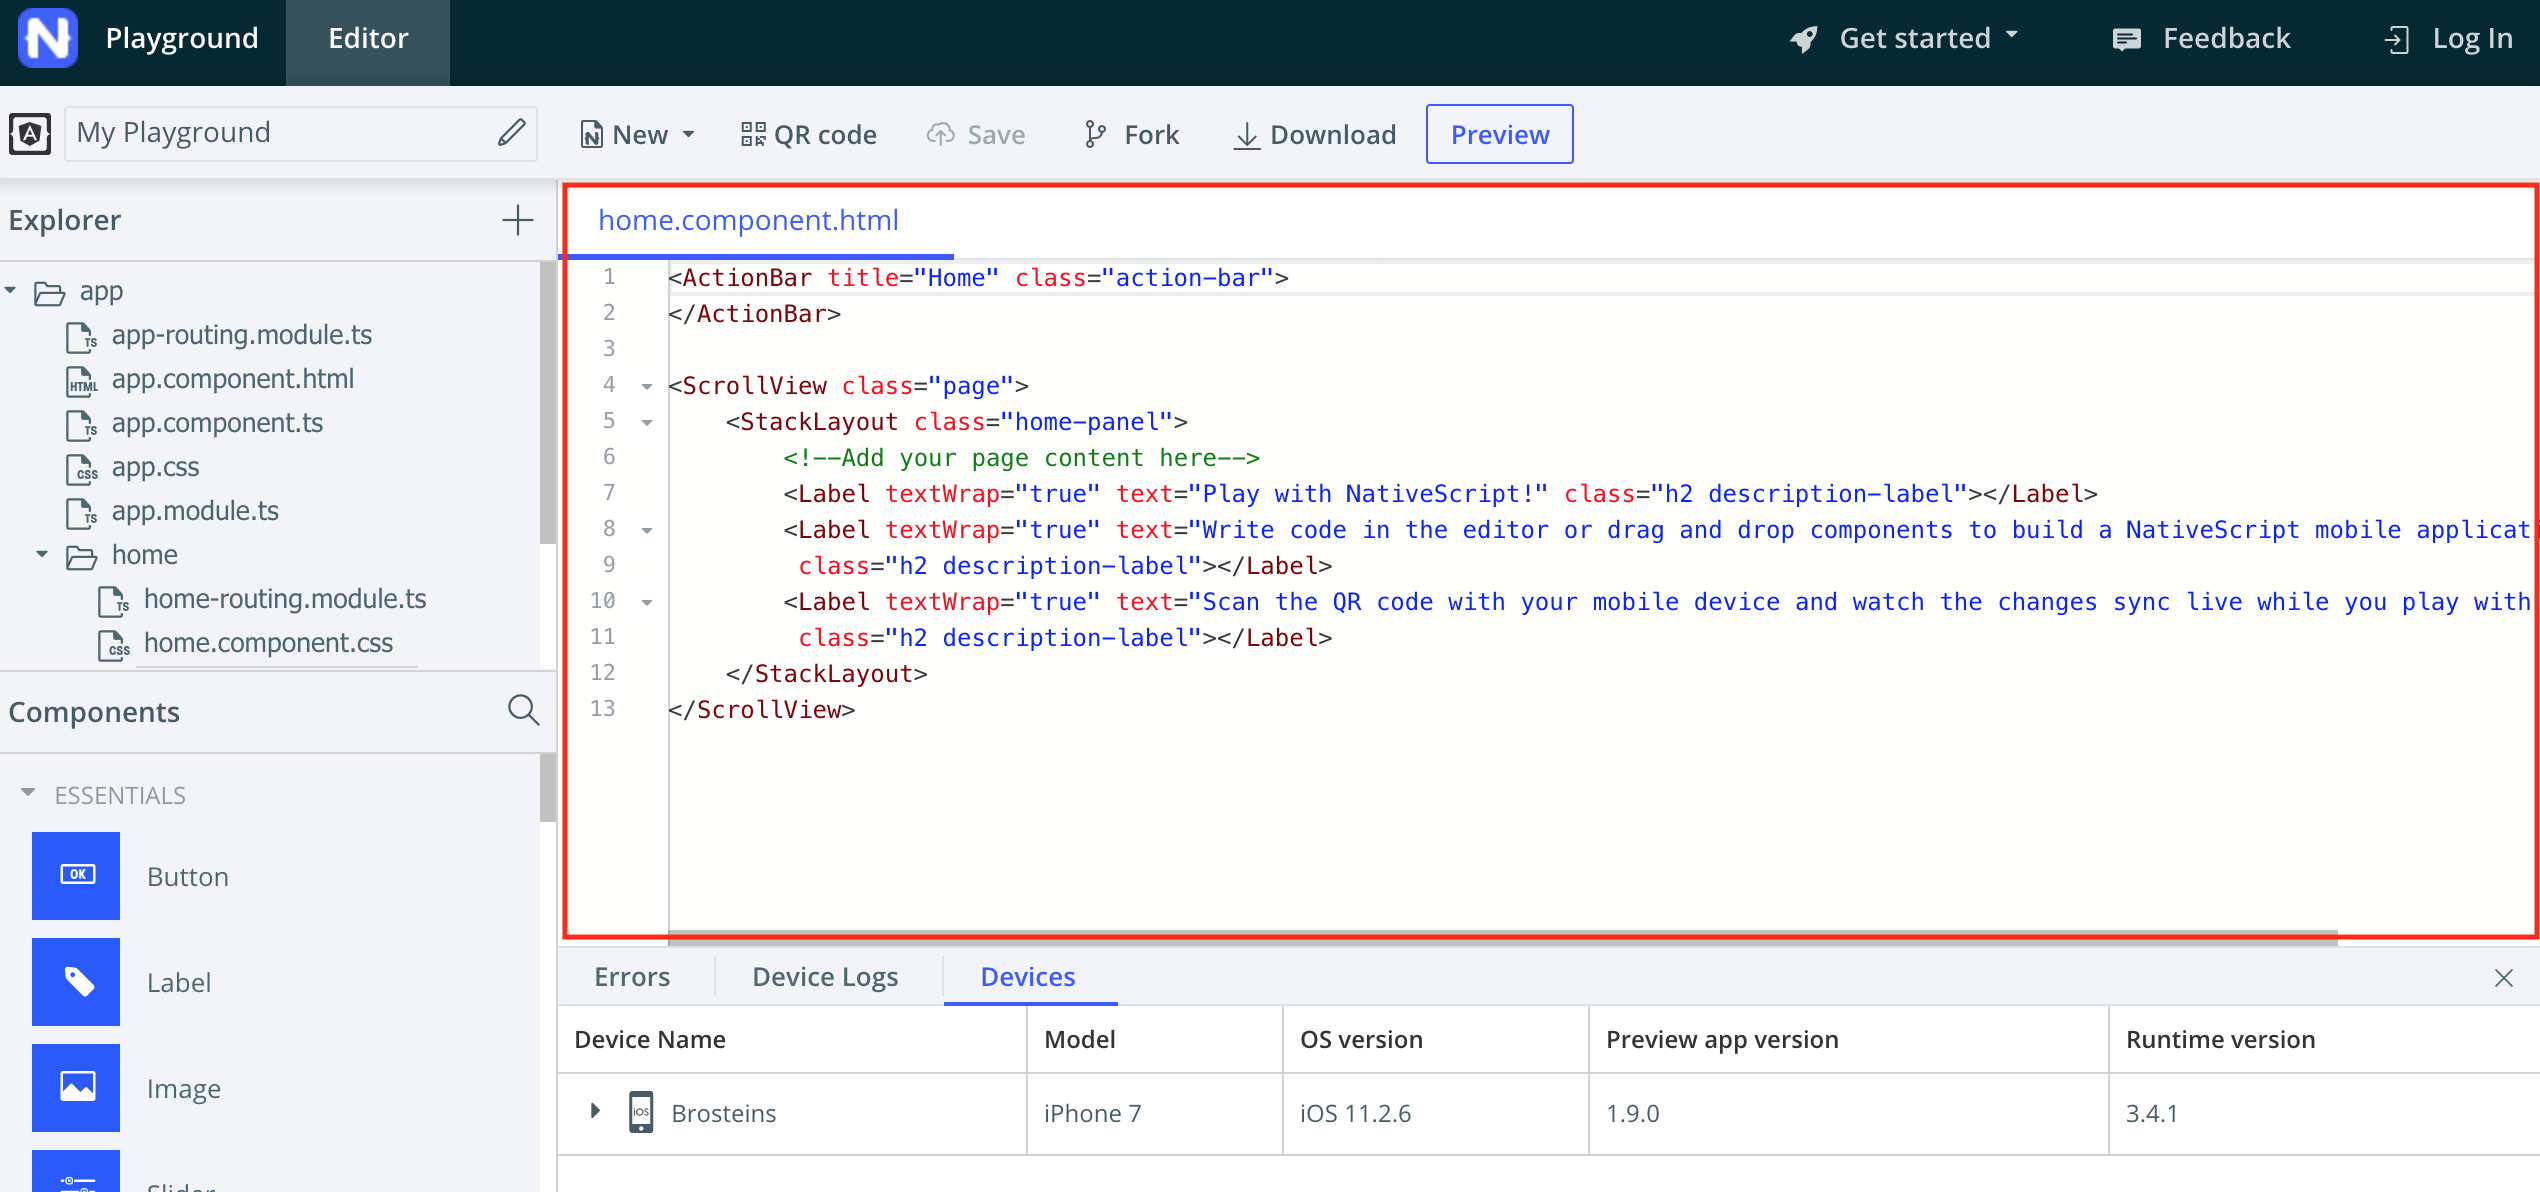 Playground
Editor
Get started
Feedback
Log In
My Playground
New
QR code
Save
Fork
Download
Preview
Explorer
app
TS app-routing.module.ts
HTML app.component.html
TS app.component.ts
CSS app.css
TS app.module.ts
home
TS home-routing.module.ts
CSS home.component.css
Components
ESSENTIALS
OK Button
Label
Image
Slider
home.component.html
1 <ActionBar title="Home" class="action-bar">
2 </ActionBar>
3
4 <ScrollView class="page">
5 <StackLayout class="home-panel">
6 <!--Add your page content here-->
7 <Label textWrap="true" text="Play with NativeScript!" class="h2 description-label"></Label>
8 <Label textWrap="true" text="Write code in the editor or drag and drop components to build a NativeScript mobile applicati
9 class="h2 description-label"></Label>
10 <Label textWrap="true" text="Scan the QR code with your mobile device and watch the changes sync live while you play with
11 class="h2 description-label"></Label>
12 </StackLayout>
13 </ScrollView>
Errors
Device Logs
Devices
Device Name Model OS version Preview app version Runtime version
iOS Brosteins iPhone 7 iOS 11.2.6 1.9.0 3.4.1